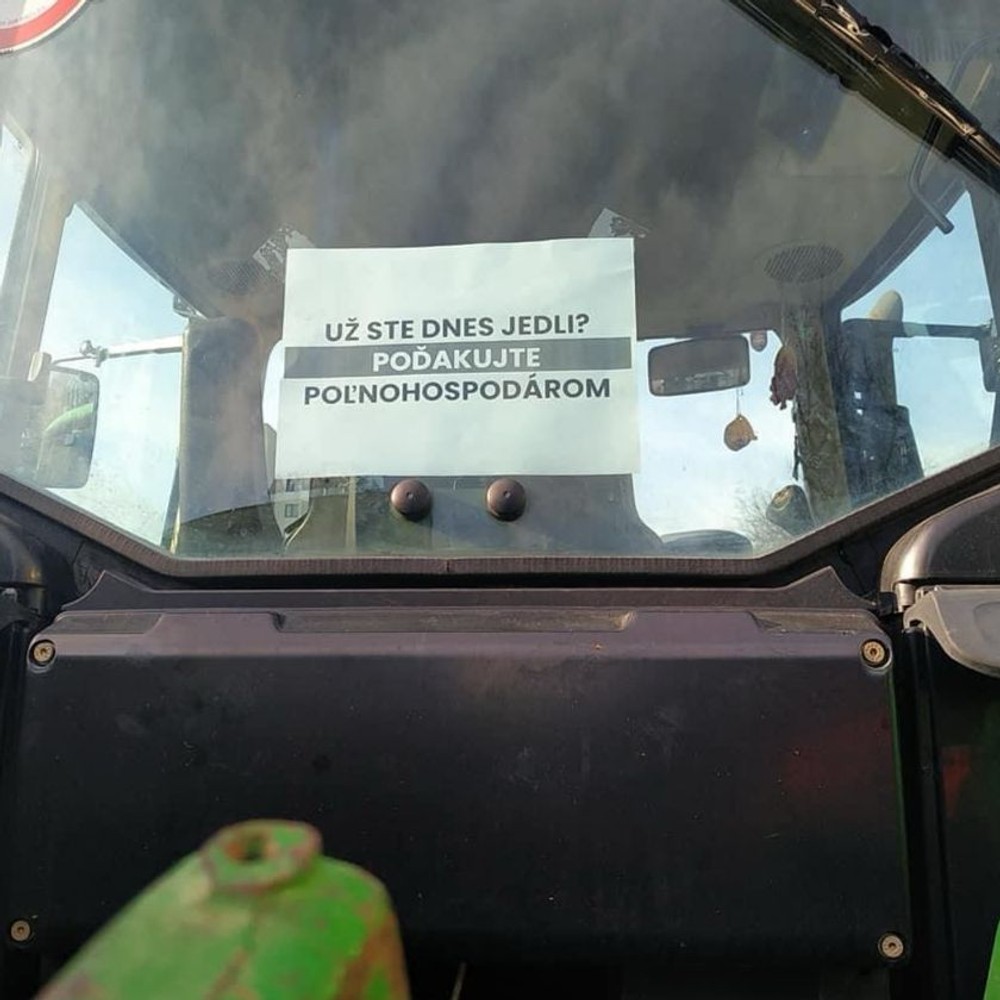 UŽ STE DNES JEDLI?
POĎAKUJTE
POĽNOHOSPODÁROM